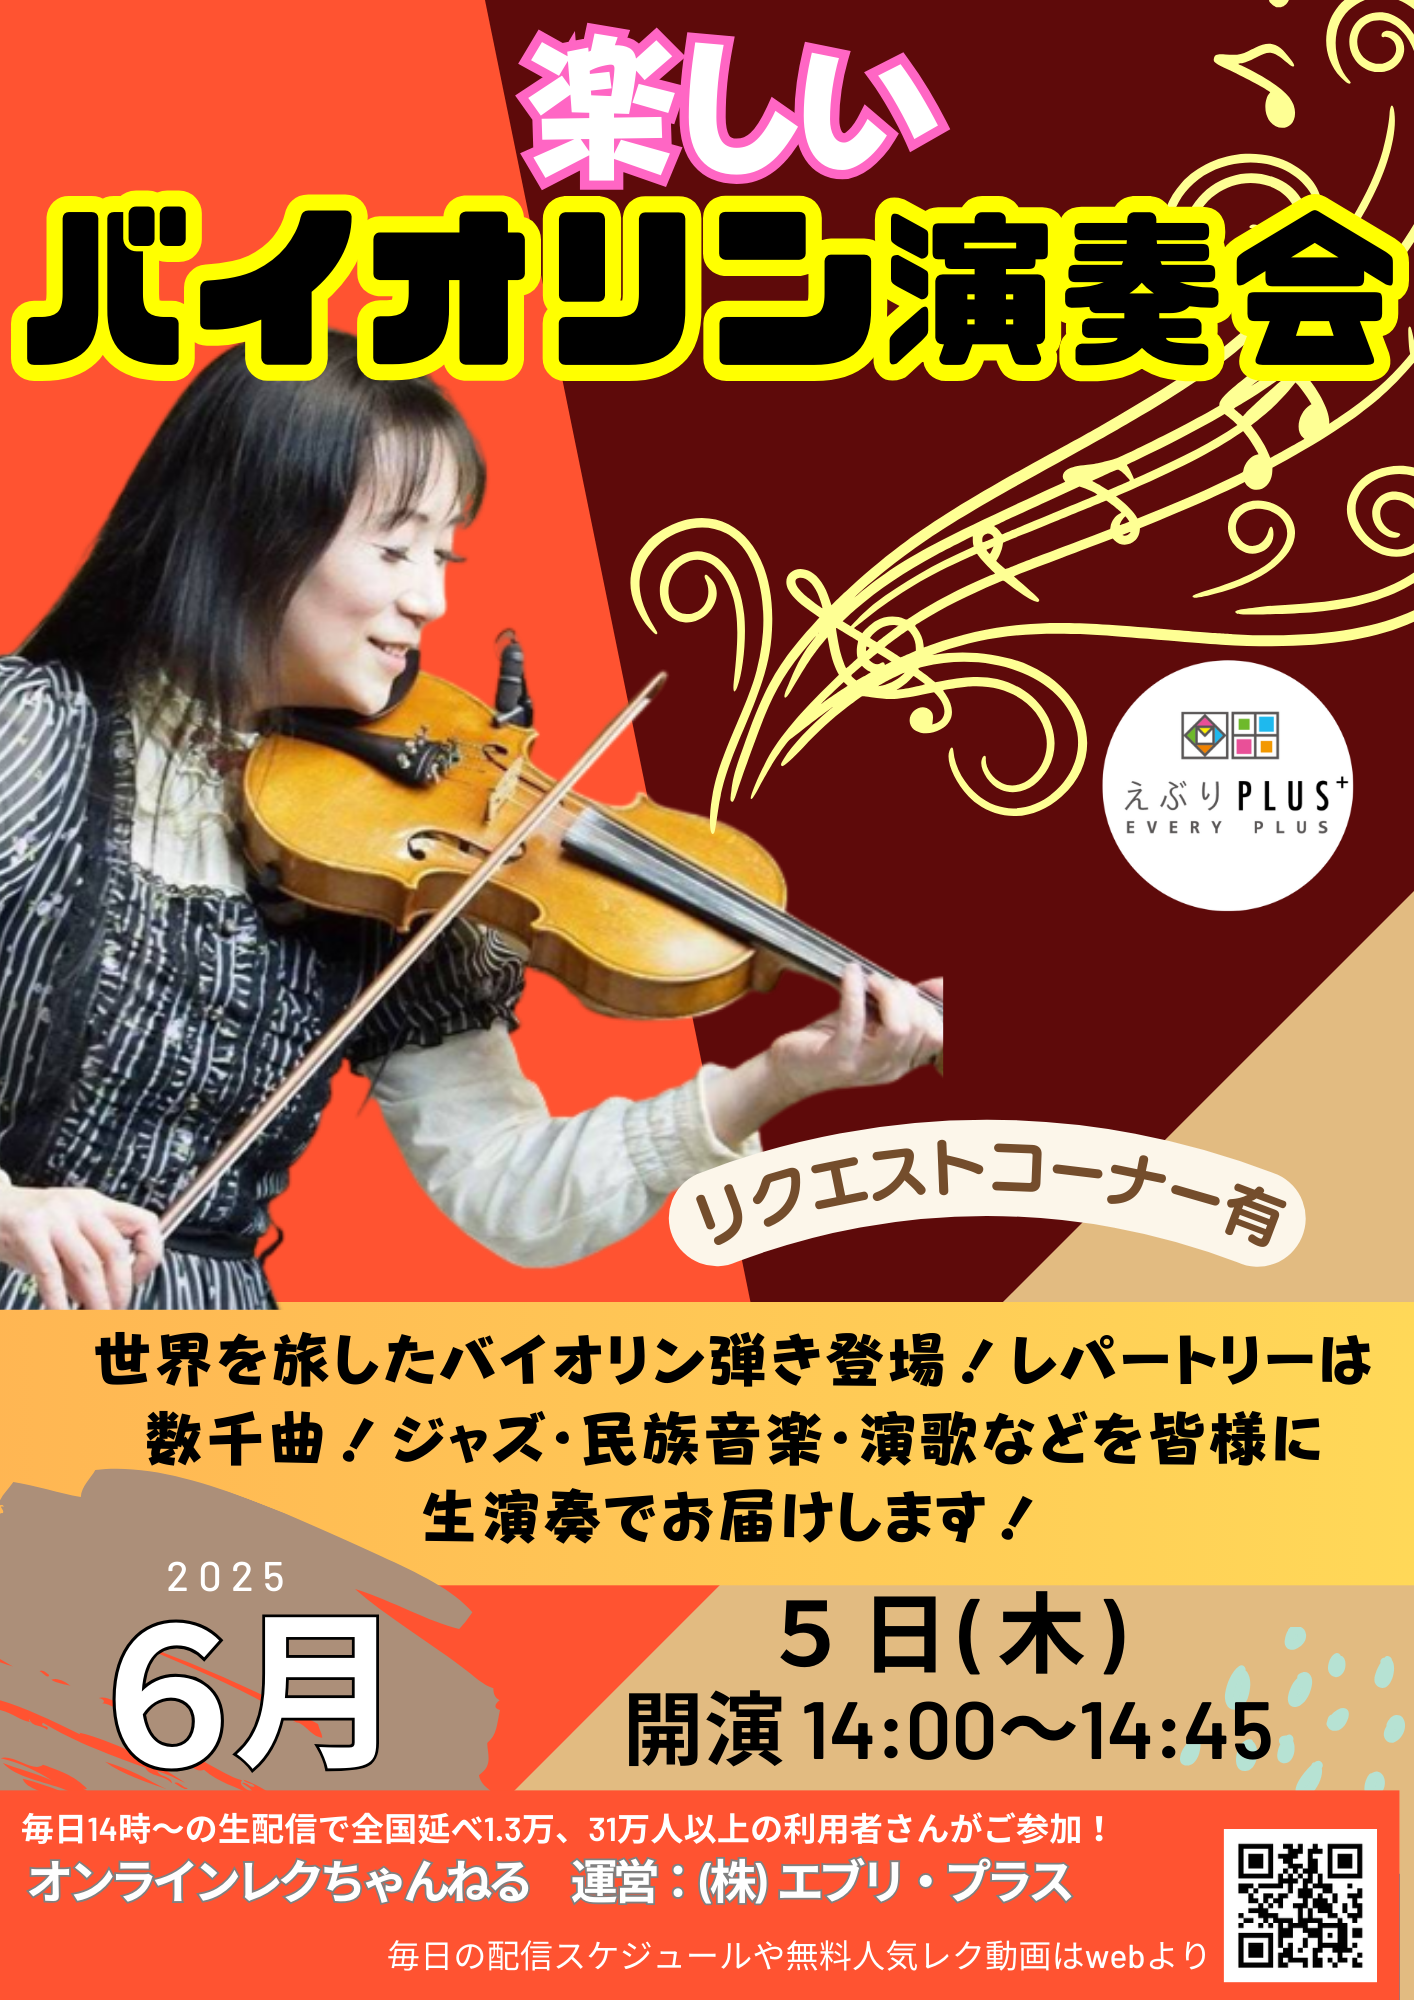 楽しい
バイオリン演奏会
えぶりPLUS+
EVERY PLUS
リクエストコーナー有
世界を旅したバイオリン弾き登場！レパートリーは
数千曲！ジャズ・民族音楽・演歌などを皆様に
生演奏でお届けします！
2025
6月
5日(木)
開演 14:00〜14:45
毎日14時〜の生配信で全国延べ1.3万、31万人以上の利用者さんがご参加！
オンラインレクちゃんねる　運営：(株) エブリ・プラス
毎日の配信スケジュールや無料人気レク動画はwebより